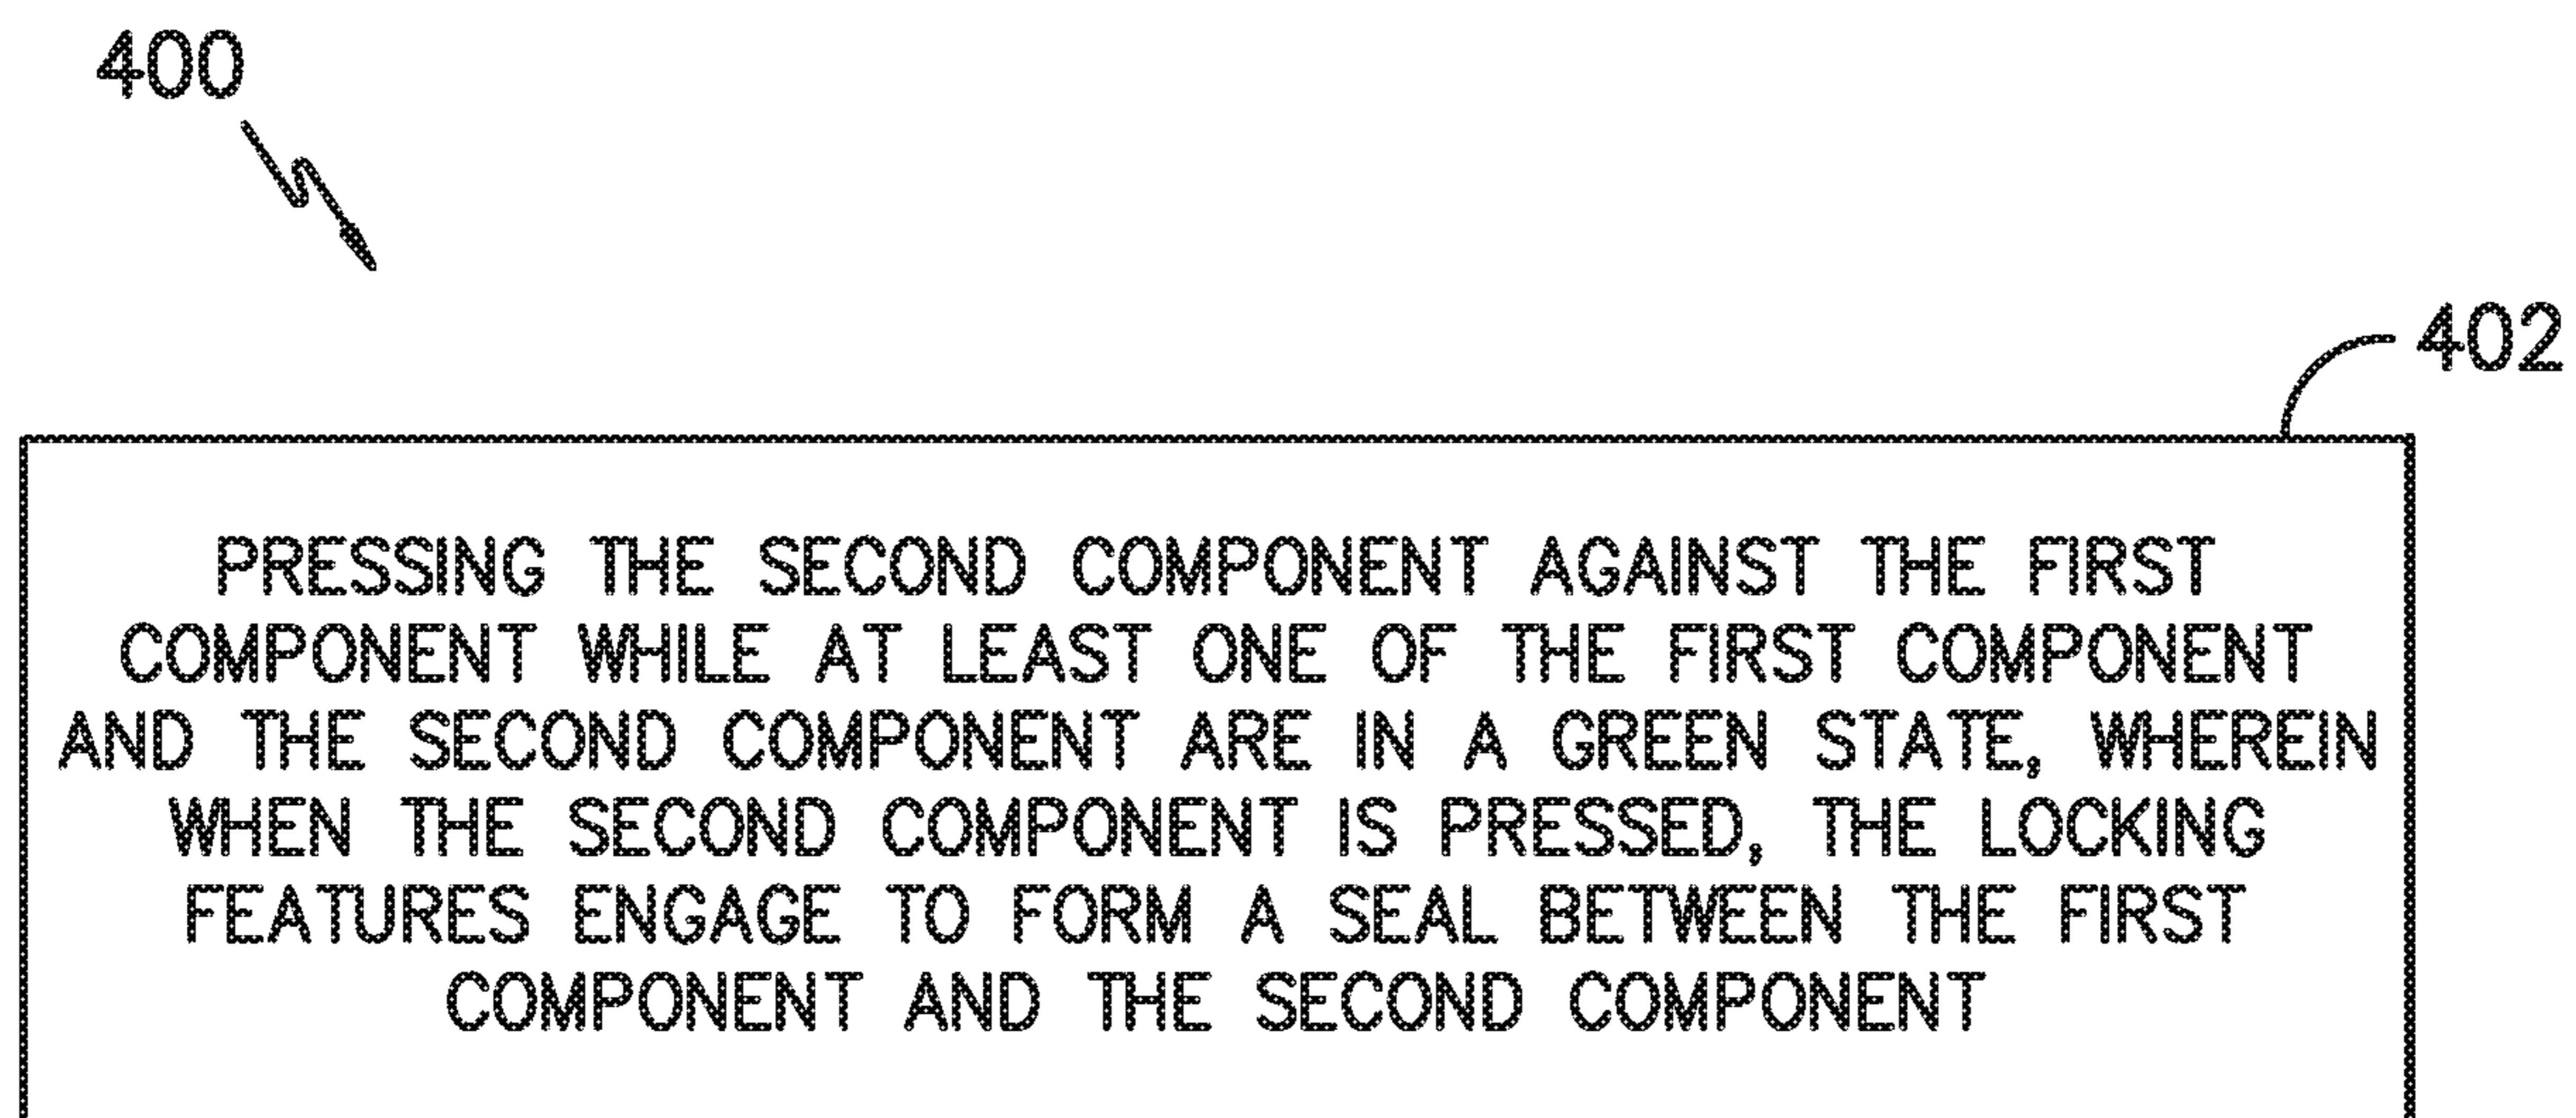 400
402
PRESSING THE SECOND COMPONENT AGAINST THE FIRST
COMPONENT WHILE AT LEAST ONE OF THE FIRST COMPONENT
AND THE SECOND COMPONENT ARE IN A GREEN STATE, WHEREIN
WHEN THE SECOND COMPONENT IS PRESSED, THE LOCKING
FEATURES ENGAGE TO FORM A SEAL BETWEEN THE FIRST
COMPONENT AND THE SECOND COMPONENT